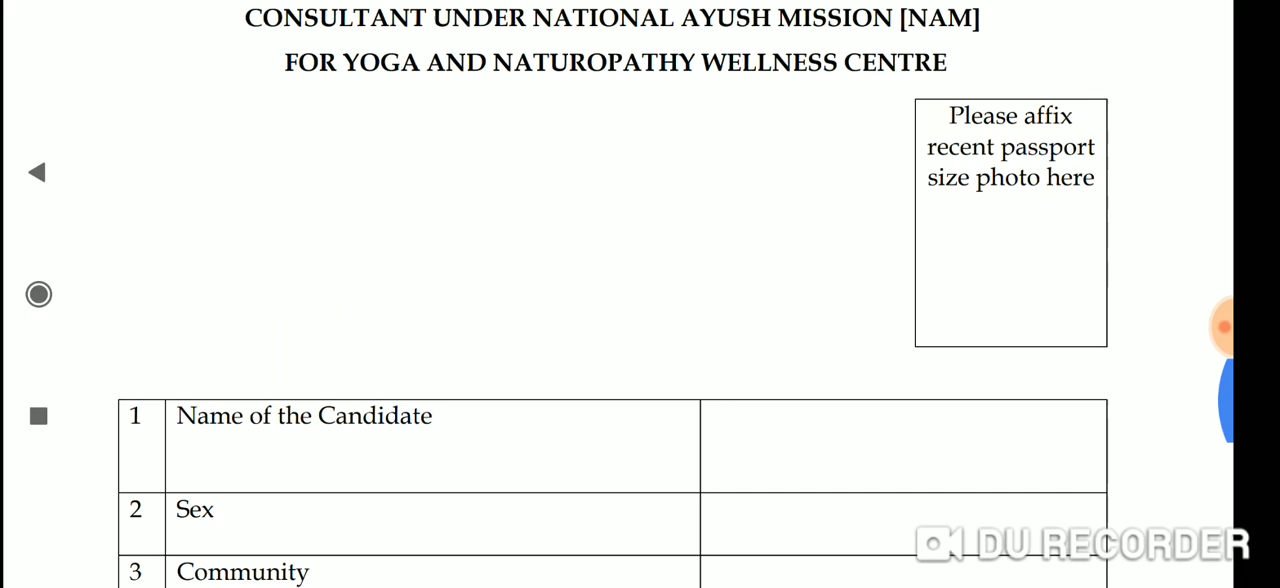 CONSULTANT UNDER NATIONAL AYUSH MISSION [NAM]
FOR YOGA AND NATUROPATHY WELLNESS CENTRE
Please affix
recent passport
size photo here
1 Name of the Candidate
2 Sex
3 Community
DU RECORDER